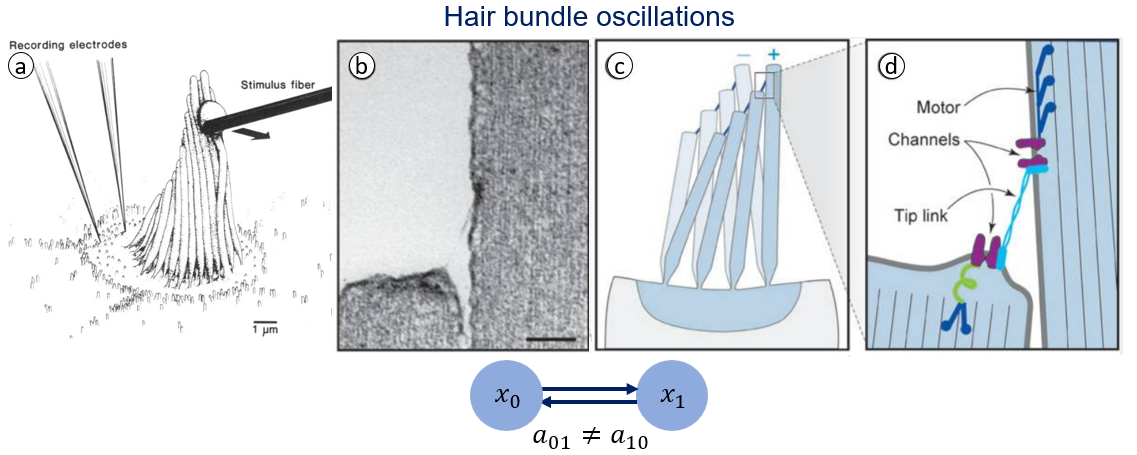 Hair bundle oscillations
Recording electrodes
a
Stimulus fiber
1 µm
b
c
− +
d
Motor
Channels
Tip link
x₀ x₁
a₀₁ ≠ a₁₀